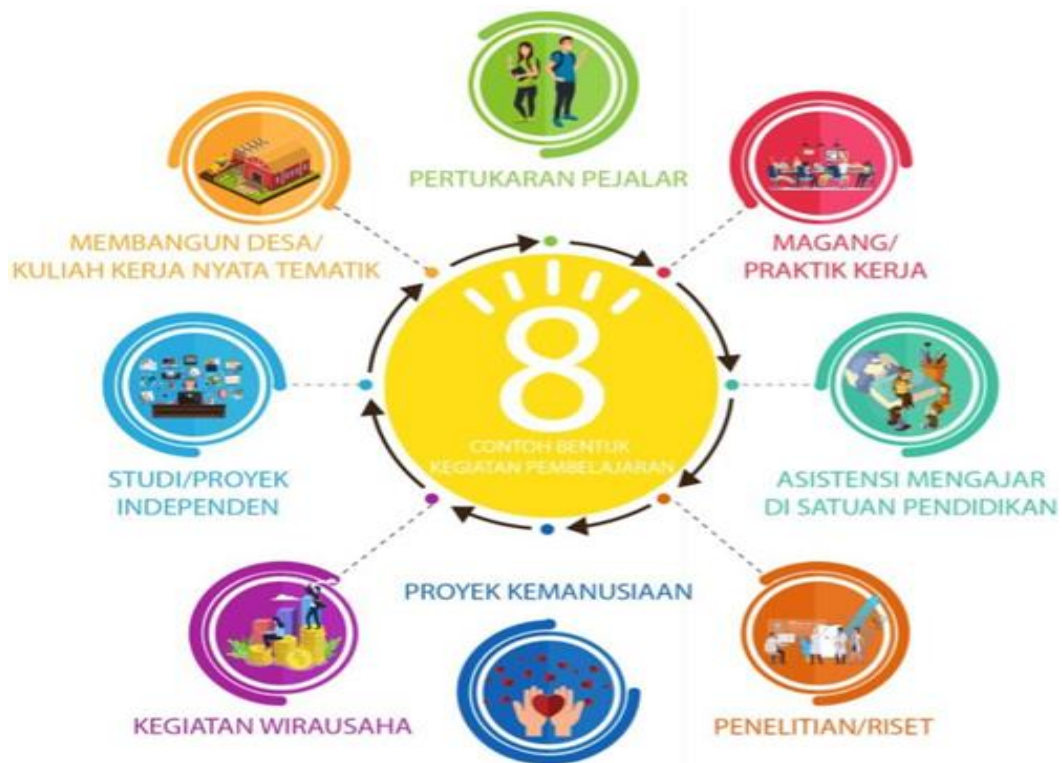 PERTUKARAN PEJALAR
MAGANG/
PRAKTIK KERJA
ASISTENSI MENGAJAR
DI SATUAN PENDIDIKAN
PENELITIAN/RISET
PROYEK KEMANUSIAAN
KEGIATAN WIRAUSAHA
STUDI/PROYEK
INDEPENDEN
MEMBANGUN DESA/
KULIAH KERJA NYATA TEMATIK
8
CONTOH BENTUK
KEGIATAN PEMBELAJARAN